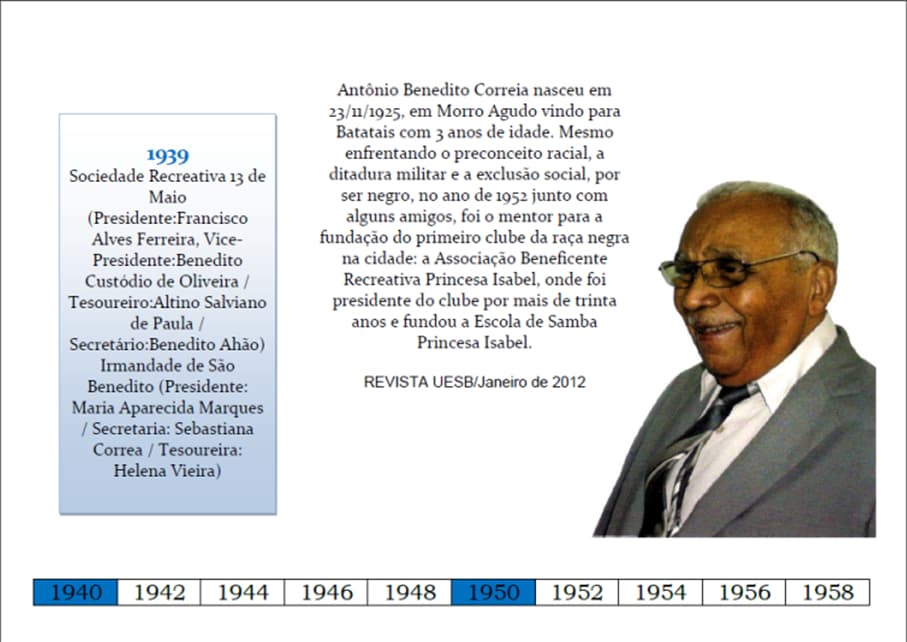 1939
Sociedade Recreativa 13 de
Maio
(Presidente:Francisco
Alves Ferreira, Vice-
Presidente:Benedito
Custódio de Oliveira /
Tesoureiro:Altino Salviano
de Paula /
Secretário:Benedito Ahão)
Irmandade de São
Benedito (Presidente:
Maria Aparecida Marques
/ Secretaria: Sebastiana
Correa / Tesoureira:
Helena Vieira)
Antônio Benedito Correia nasceu em
23/11/1925, em Morro Agudo vindo para
Batatais com 3 anos de idade. Mesmo
enfrentando o preconceito racial, a
ditadura militar e a exclusão social, por
ser negro, no ano de 1952 junto com
alguns amigos, foi o mentor para a
fundação do primeiro clube da raça negra
na cidade: a Associação Beneficente
Recreativa Princesa Isabel, onde foi
presidente do clube por mais de trinta
anos e fundou a Escola de Samba
Princesa Isabel.
REVISTA UESB/Janeiro de 2012
1940 1942 1944 1946 1948 1950 1952 1954 1956 1958